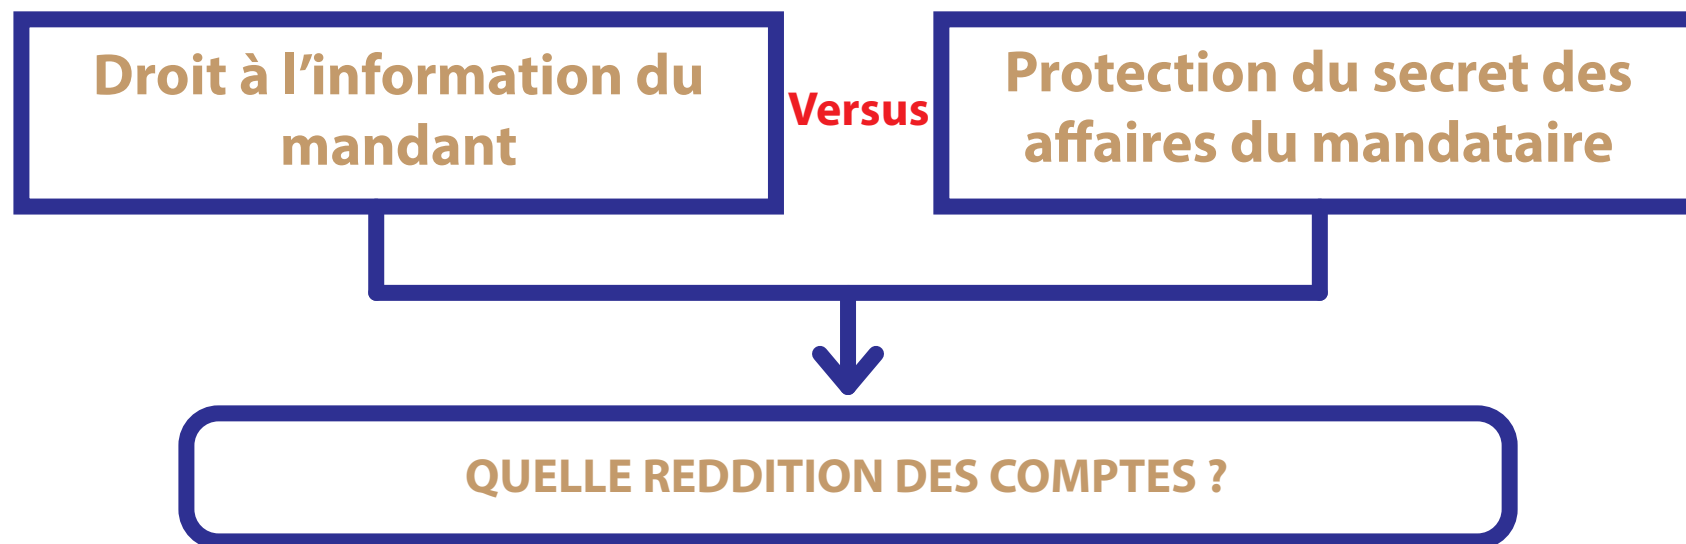 Droit à l’information du
mandant
Versus
Protection du secret des
affaires du mandataire
QUELLE REDDITION DES COMPTES ?